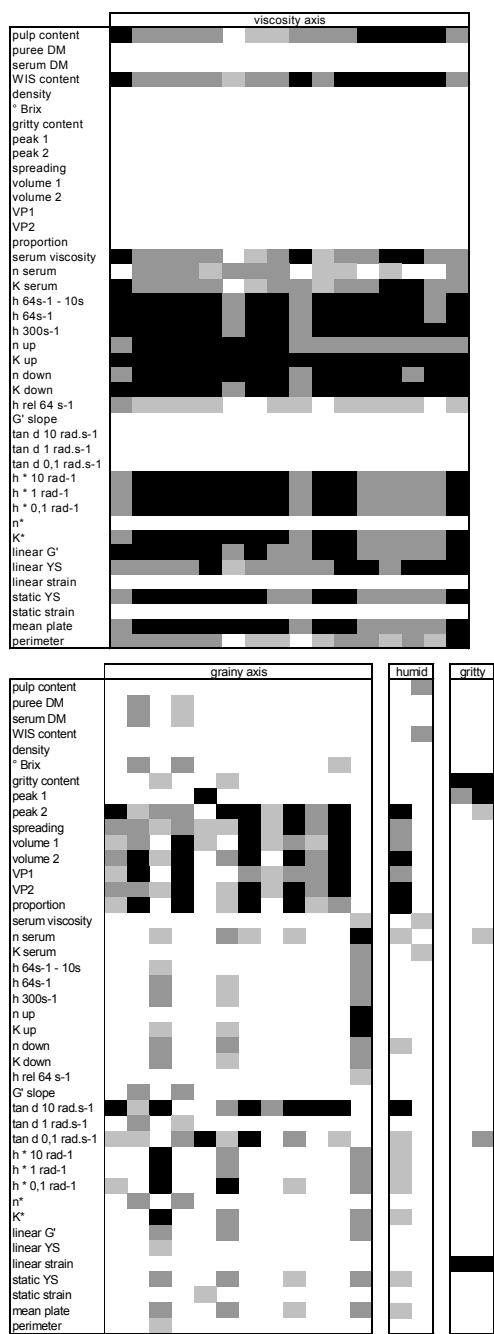 viscosity axis
pulp content
puree DM
serum DM
WIS content
density
° Brix
gritty content
peak 1
peak 2
spreading
volume 1
volume 2
VP1
VP2
proportion
serum viscosity
n serum
K serum
h 64s-1 - 10s
h 64s-1
h 300s-1
n up
K up
n down
K down
h rel 64 s-1
G' slope
tan d 10 rad.s-1
tan d 1 rad.s-1
tan d 0,1 rad.s-1
h * 10 rad-1
h * 1 rad-1
h * 0,1 rad-1
n*
K*
linear G'
linear YS
linear strain
static YS
static strain
mean plate
perimeter
grainy axis humid gritty
pulp content
puree DM
serum DM
WIS content
density
° Brix
gritty content
peak 1
peak 2
spreading
volume 1
volume 2
VP1
VP2
proportion
serum viscosity
n serum
K serum
h 64s-1 - 10s
h 64s-1
h 300s-1
n up
K up
n down
K down
h rel 64 s-1
G' slope
tan d 10 rad.s-1
tan d 1 rad.s-1
tan d 0,1 rad.s-1
h * 10 rad-1
h * 1 rad-1
h * 0,1 rad-1
n*
K*
linear G'
linear YS
linear strain
static YS
static strain
mean plate
perimeter